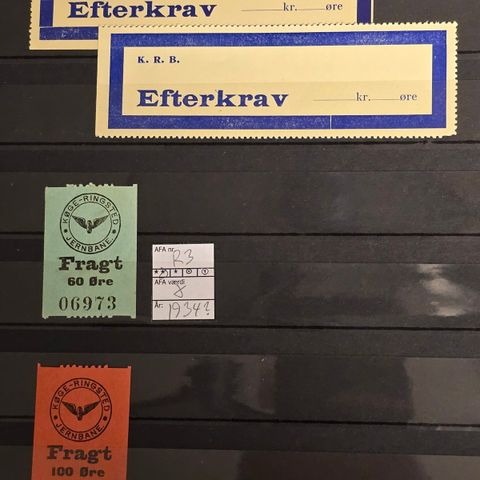 Efterkrav kr. øre
K. R. B.
Efterkrav kr. øre
KØGE-RINGSTED
JERNBANE
Fragt
60 Øre
06973
AFA nr.
R3
AFA værdi
År: 1934?
KØGE-RINGSTED
JERNBANE
Fragt
100 Øre